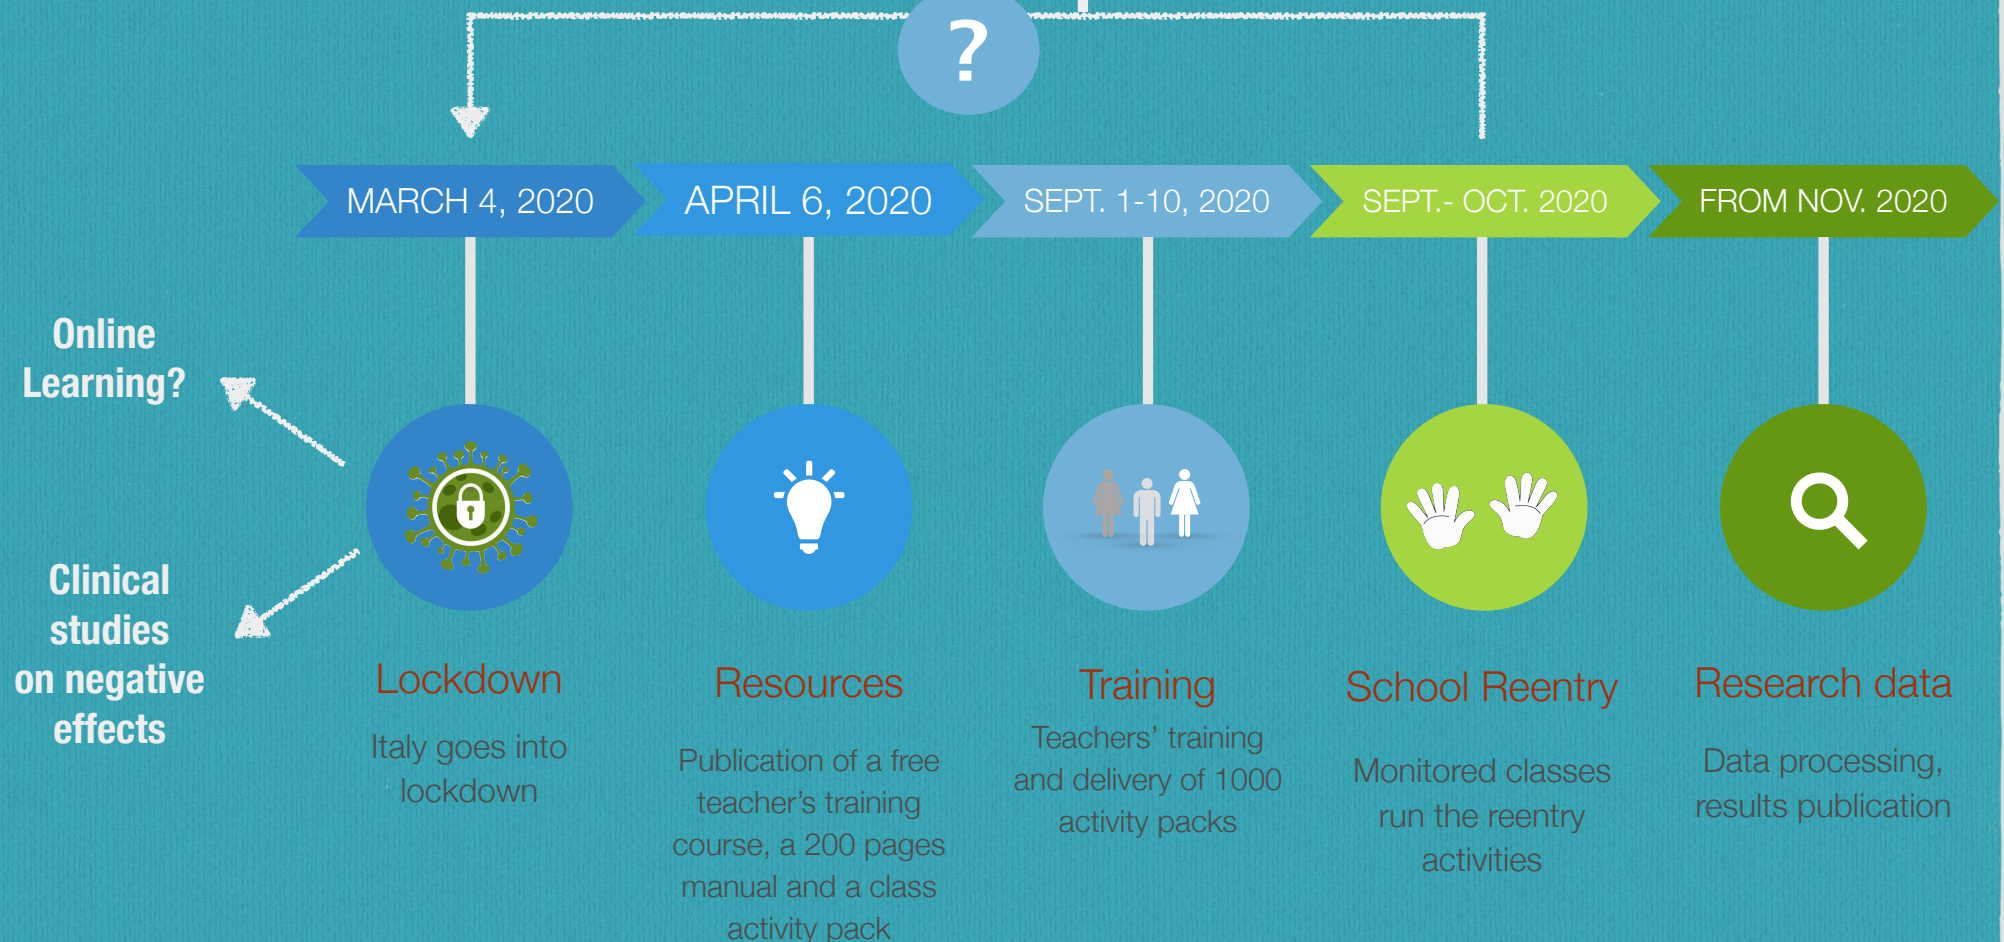 ?
MARCH 4, 2020
APRIL 6, 2020
SEPT. 1-10, 2020
SEPT.- OCT. 2020
FROM NOV. 2020
Online
Learning?
Clinical
studies
on negative
effects
Lockdown
Italy goes into
lockdown
Resources
Publication of a free
teacher’s training
course, a 200 pages
manual and a class
activity pack
Training
Teachers’ training
and delivery of 1000
activity packs
School Reentry
Monitored classes
run the reentry
activities
Research data
Data processing,
results publication